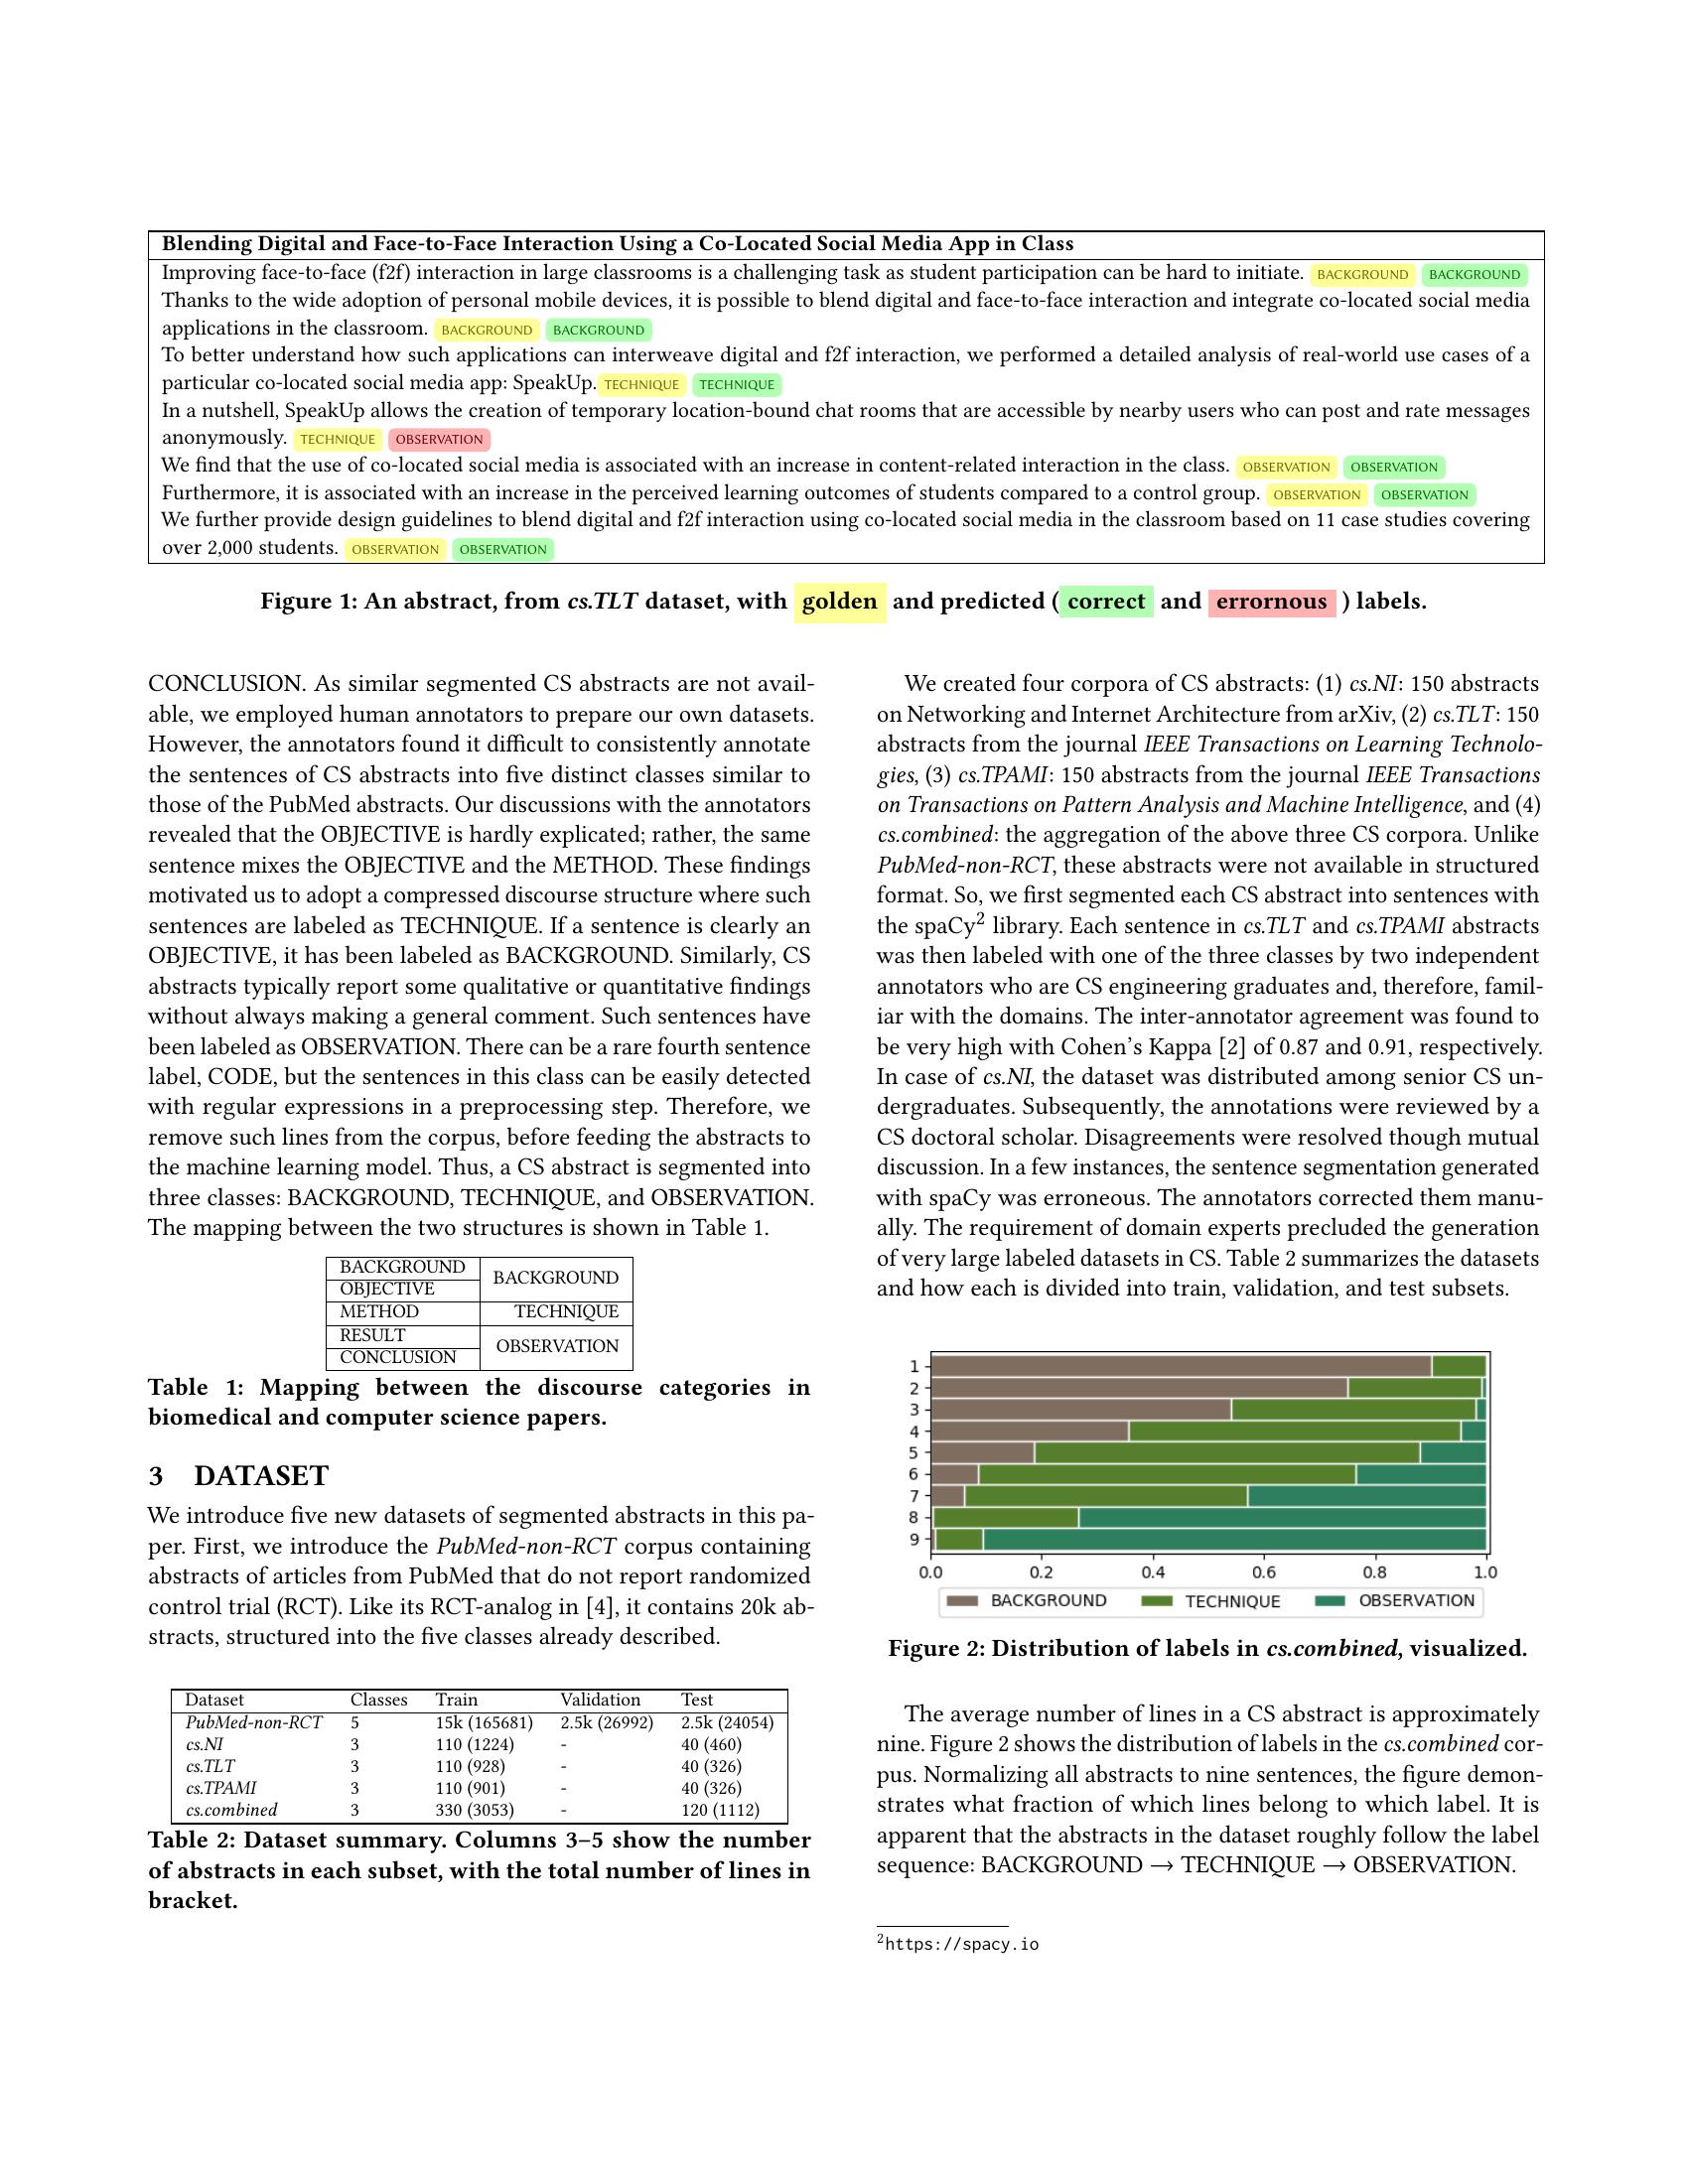 Blending Digital and Face-to-Face Interaction Using a Co-Located Social Media App in Class
Improving face-to-face (f2f) interaction in large classrooms is a challenging task as student participation can be hard to initiate. BACKGROUND BACKGROUND
Thanks to the wide adoption of personal mobile devices, it is possible to blend digital and face-to-face interaction and integrate co-located social media
applications in the classroom. BACKGROUND BACKGROUND
To better understand how such applications can interweave digital and f2f interaction, we performed a detailed analysis of real-world use cases of a
particular co-located social media app: SpeakUp. TECHNIQUE TECHNIQUE
In a nutshell, SpeakUp allows the creation of temporary location-bound chat rooms that are accessible by nearby users who can post and rate messages
anonymously. TECHNIQUE OBSERVATION
We find that the use of co-located social media is associated with an increase in content-related interaction in the class. OBSERVATION OBSERVATION
Furthermore, it is associated with an increase in the perceived learning outcomes of students compared to a control group. OBSERVATION OBSERVATION
We further provide design guidelines to blend digital and f2f interaction using co-located social media in the classroom based on 11 case studies covering
over 2,000 students. OBSERVATION OBSERVATION
Figure 1: An abstract, from cs.TLT dataset, with golden and predicted ( correct and errornous ) labels.
CONCLUSION. As similar segmented CS abstracts are not avail-
able, we employed human annotators to prepare our own datasets.
However, the annotators found it difficult to consistently annotate
the sentences of CS abstracts into five distinct classes similar to
those of the PubMed abstracts. Our discussions with the annotators
revealed that the OBJECTIVE is hardly explicated; rather, the same
sentence mixes the OBJECTIVE and the METHOD. These findings
motivated us to adopt a compressed discourse structure where such
sentences are labeled as TECHNIQUE. If a sentence is clearly an
OBJECTIVE, it has been labeled as BACKGROUND. Similarly, CS
abstracts typically report some qualitative or quantitative findings
without always making a general comment. Such sentences have
been labeled as OBSERVATION. There can be a rare fourth sentence
label, CODE, but the sentences in this class can be easily detected
with regular expressions in a preprocessing step. Therefore, we
remove such lines from the corpus, before feeding the abstracts to
the machine learning model. Thus, a CS abstract is segmented into
three classes: BACKGROUND, TECHNIQUE, and OBSERVATION.
The mapping between the two structures is shown in Table 1.
BACKGROUND BACKGROUND
OBJECTIVE
METHOD TECHNIQUE
RESULT OBSERVATION
CONCLUSION
Table 1: Mapping between the discourse categories in
biomedical and computer science papers.
3 DATASET
We introduce five new datasets of segmented abstracts in this pa-
per. First, we introduce the PubMed-non-RCT corpus containing
abstracts of articles from PubMed that do not report randomized
control trial (RCT). Like its RCT-analog in [4], it contains 20k ab-
stracts, structured into the five classes already described.
Dataset Classes Train Validation Test
PubMed-non-RCT 5 15k (165681) 2.5k (26992) 2.5k (24054)
cs.NI 3 110 (1224) - 40 (460)
cs.TLT 3 110 (928) - 40 (326)
cs.TPAMI 3 110 (901) - 40 (326)
cs.combined 3 330 (3053) - 120 (1112)
Table 2: Dataset summary. Columns 3–5 show the number
of abstracts in each subset, with the total number of lines in
bracket.
We created four corpora of CS abstracts: (1) cs.NI: 150 abstracts
on Networking and Internet Architecture from arXiv, (2) cs.TLT: 150
abstracts from the journal IEEE Transactions on Learning Technolo-
gies, (3) cs.TPAMI: 150 abstracts from the journal IEEE Transactions
on Transactions on Pattern Analysis and Machine Intelligence, and (4)
cs.combined: the aggregation of the above three CS corpora. Unlike
PubMed-non-RCT, these abstracts were not available in structured
format. So, we first segmented each CS abstract into sentences with
the spaCy² library. Each sentence in cs.TLT and cs.TPAMI abstracts
was then labeled with one of the three classes by two independent
annotators who are CS engineering graduates and, therefore, famil-
iar with the domains. The inter-annotator agreement was found to
be very high with Cohen's Kappa [2] of 0.87 and 0.91, respectively.
In case of cs.NI, the dataset was distributed among senior CS un-
dergraduates. Subsequently, the annotations were reviewed by a
CS doctoral scholar. Disagreements were resolved though mutual
discussion. In a few instances, the sentence segmentation generated
with spaCy was erroneous. The annotators corrected them manu-
ally. The requirement of domain experts precluded the generation
of very large labeled datasets in CS. Table 2 summarizes the datasets
and how each is divided into train, validation, and test subsets.
1
2
3
4
5
6
7
8
9
0.0 0.2 0.4 0.6 0.8 1.0
BACKGROUND TECHNIQUE OBSERVATION
Figure 2: Distribution of labels in cs.combined, visualized.
The average number of lines in a CS abstract is approximately
nine. Figure 2 shows the distribution of labels in the cs.combined cor-
pus. Normalizing all abstracts to nine sentences, the figure demon-
strates what fraction of which lines belong to which label. It is
apparent that the abstracts in the dataset roughly follow the label
sequence: BACKGROUND → TECHNIQUE → OBSERVATION.
²https://spacy.io